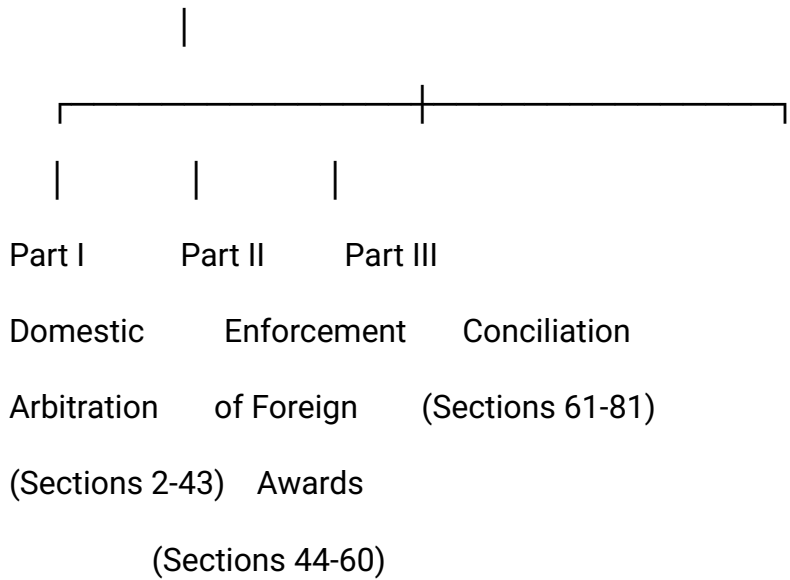 Part I Part II Part III
Domestic Enforcement Conciliation
Arbitration of Foreign (Sections 61-81)
(Sections 2-43) Awards
(Sections 44-60)